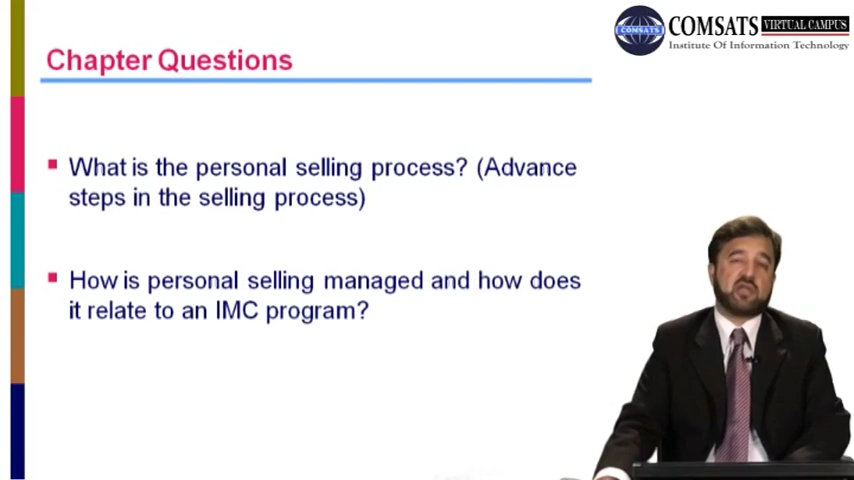 COMSATS VIRTUAL CAMPUS
Institute Of Information Technology
COMSATS
Chapter Questions
What is the personal selling process? (Advance
steps in the selling process)
How is personal selling managed and how does
it relate to an IMC program?